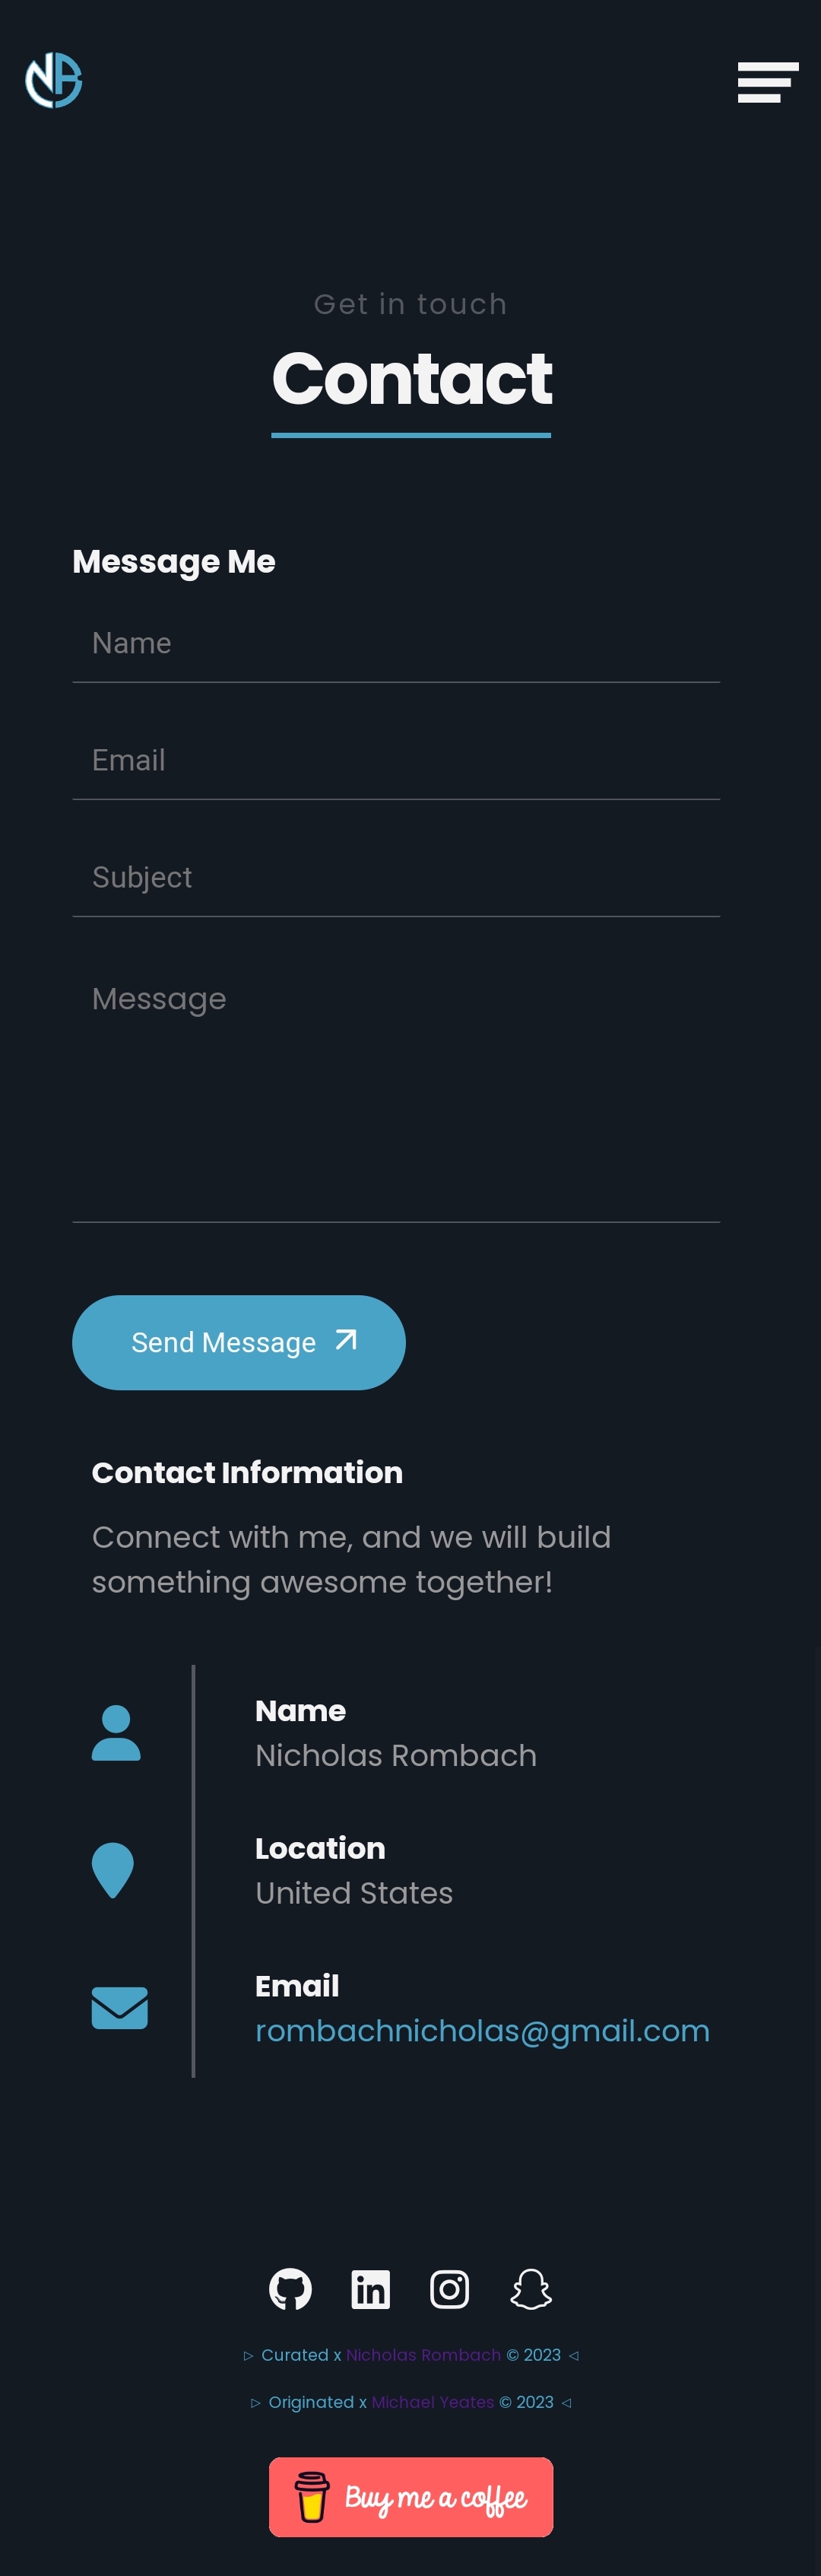 NR
Get in touch
Contact
Message Me
Name
Email
Subject
Message
Send Message
Contact Information
Connect with me, and we will build
something awesome together!
Name
Nicholas Rombach
Location
United States
Email
rombachnicholas@gmail.com
▹ Curated x Nicholas Rombach © 2023 ◃
▹ Originated x Michael Yeates © 2023 ◃
Buy me a coffee